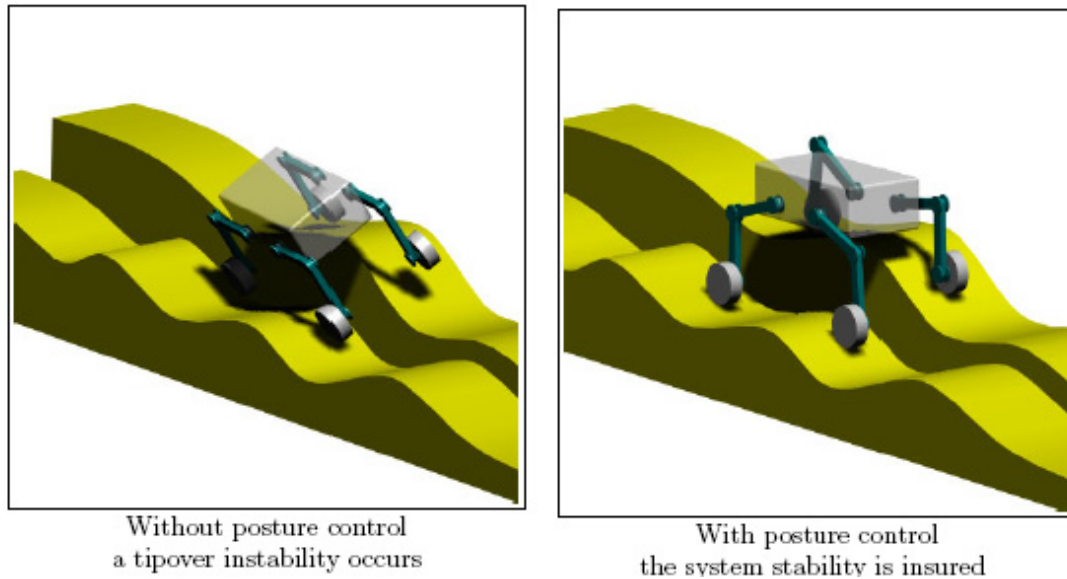 Without posture control
a tipover instability occurs
With posture control
the system stability is insured